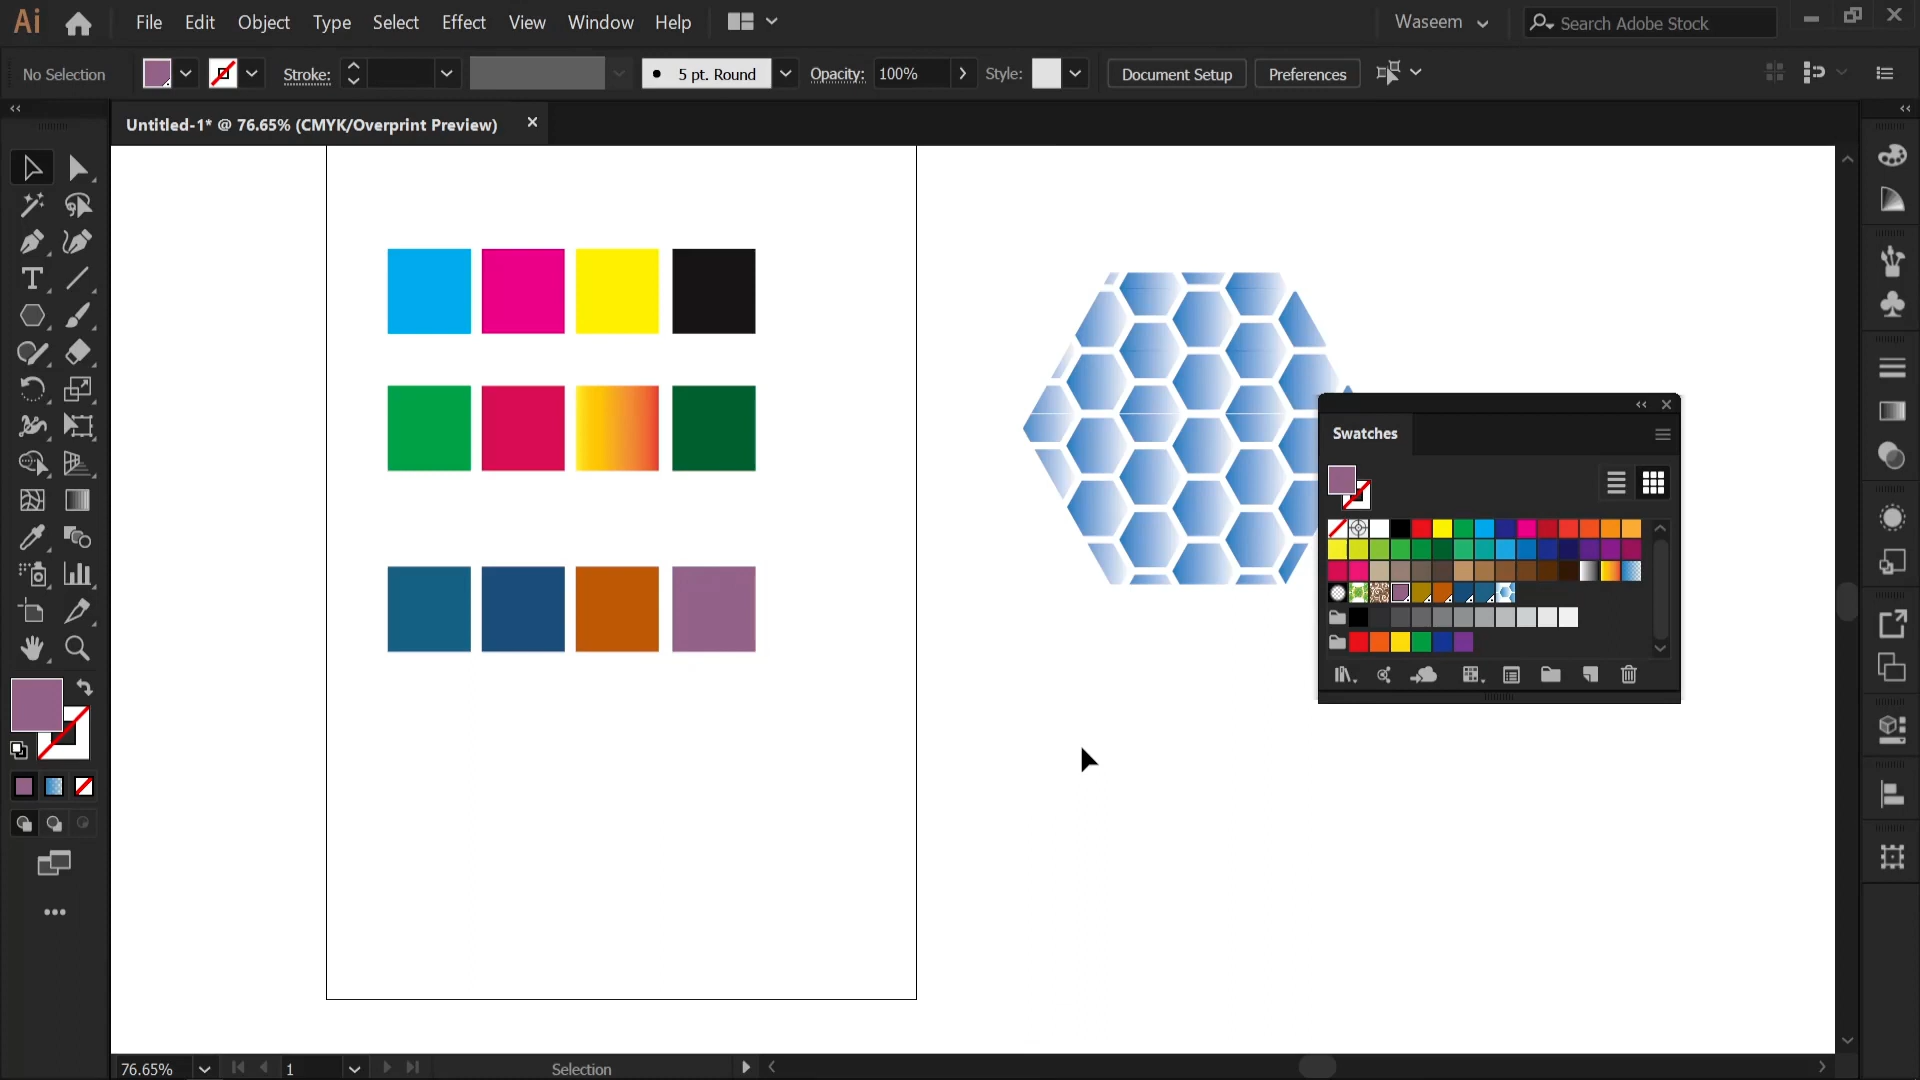 Ai File Edit Object Type Select Effect View Window Help Waseem Search Adobe Stock
No Selection Stroke: 5 pt. Round Opacity: 100% Style: Document Setup Preferences
Untitled-1* @ 76.65% (CMYK/Overprint Preview)
Swatches
76.65% 1 Selection